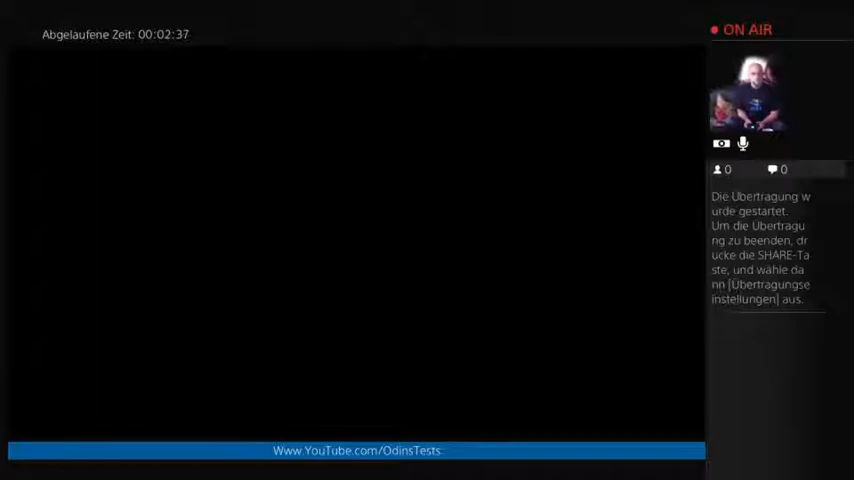 Abgelaufene Zeit: 00:02:37
ON AIR
0 0
Die Übertragung w
urde gestartet.
Um die Übertragu
ng zu beenden, dr
ücke die SHARE-Ta
ste, und wähle da
nn [Übertragungse
instellungen] aus.
Www.YouTube.com/OdinsTests